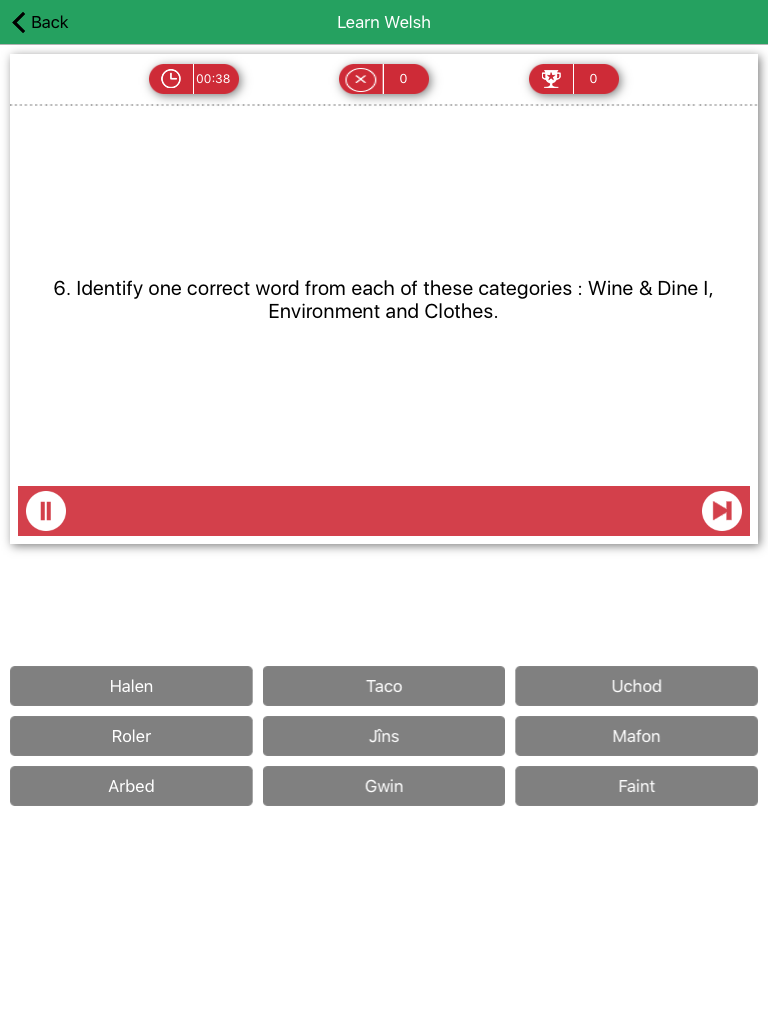 Back
Learn Welsh
00:38
0
0
6. Identify one correct word from each of these categories : Wine & Dine I,
Environment and Clothes.
Halen
Taco
Uchod
Roler
Jîns
Mafon
Arbed
Gwin
Faint